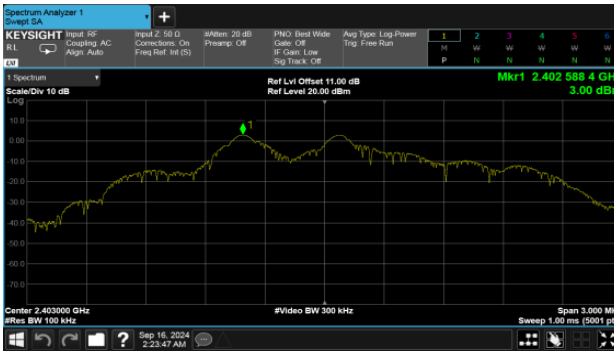 Spectrum Analyzer 1
Swept SA
KEYSIGHT
RL
LXI
Input: RF
Coupling: AC
Align: Auto
Input Z: 50 Ω
Corrections: On
Freq Ref: Int (S)
#Atten: 20 dB
Preamp: Off
PNO: Best Wide
Gate: Off
IF Gain: Low
Sig Track: Off
Avg Type: Log-Power
Trig: Free Run
1 2 3 4 5 6
M W W W W W
P N N N N N
1 Spectrum
Scale/Div 10 dB
Log
Ref Lvl Offset 11.00 dB
Ref Level 20.00 dBm
Mkr1 2.402 588 4 GH
3.00 dB
1
10.0
0.00
-10.0
-20.0
-30.0
-40.0
-50.0
-60.0
-70.0
Center 2.403000 GHz
#Res BW 100 kHz
#Video BW 300 kHz
Span 3.000 M
Sweep 1.00 ms (5001 pt
?
Sep 16, 2024
2:23:47 AM